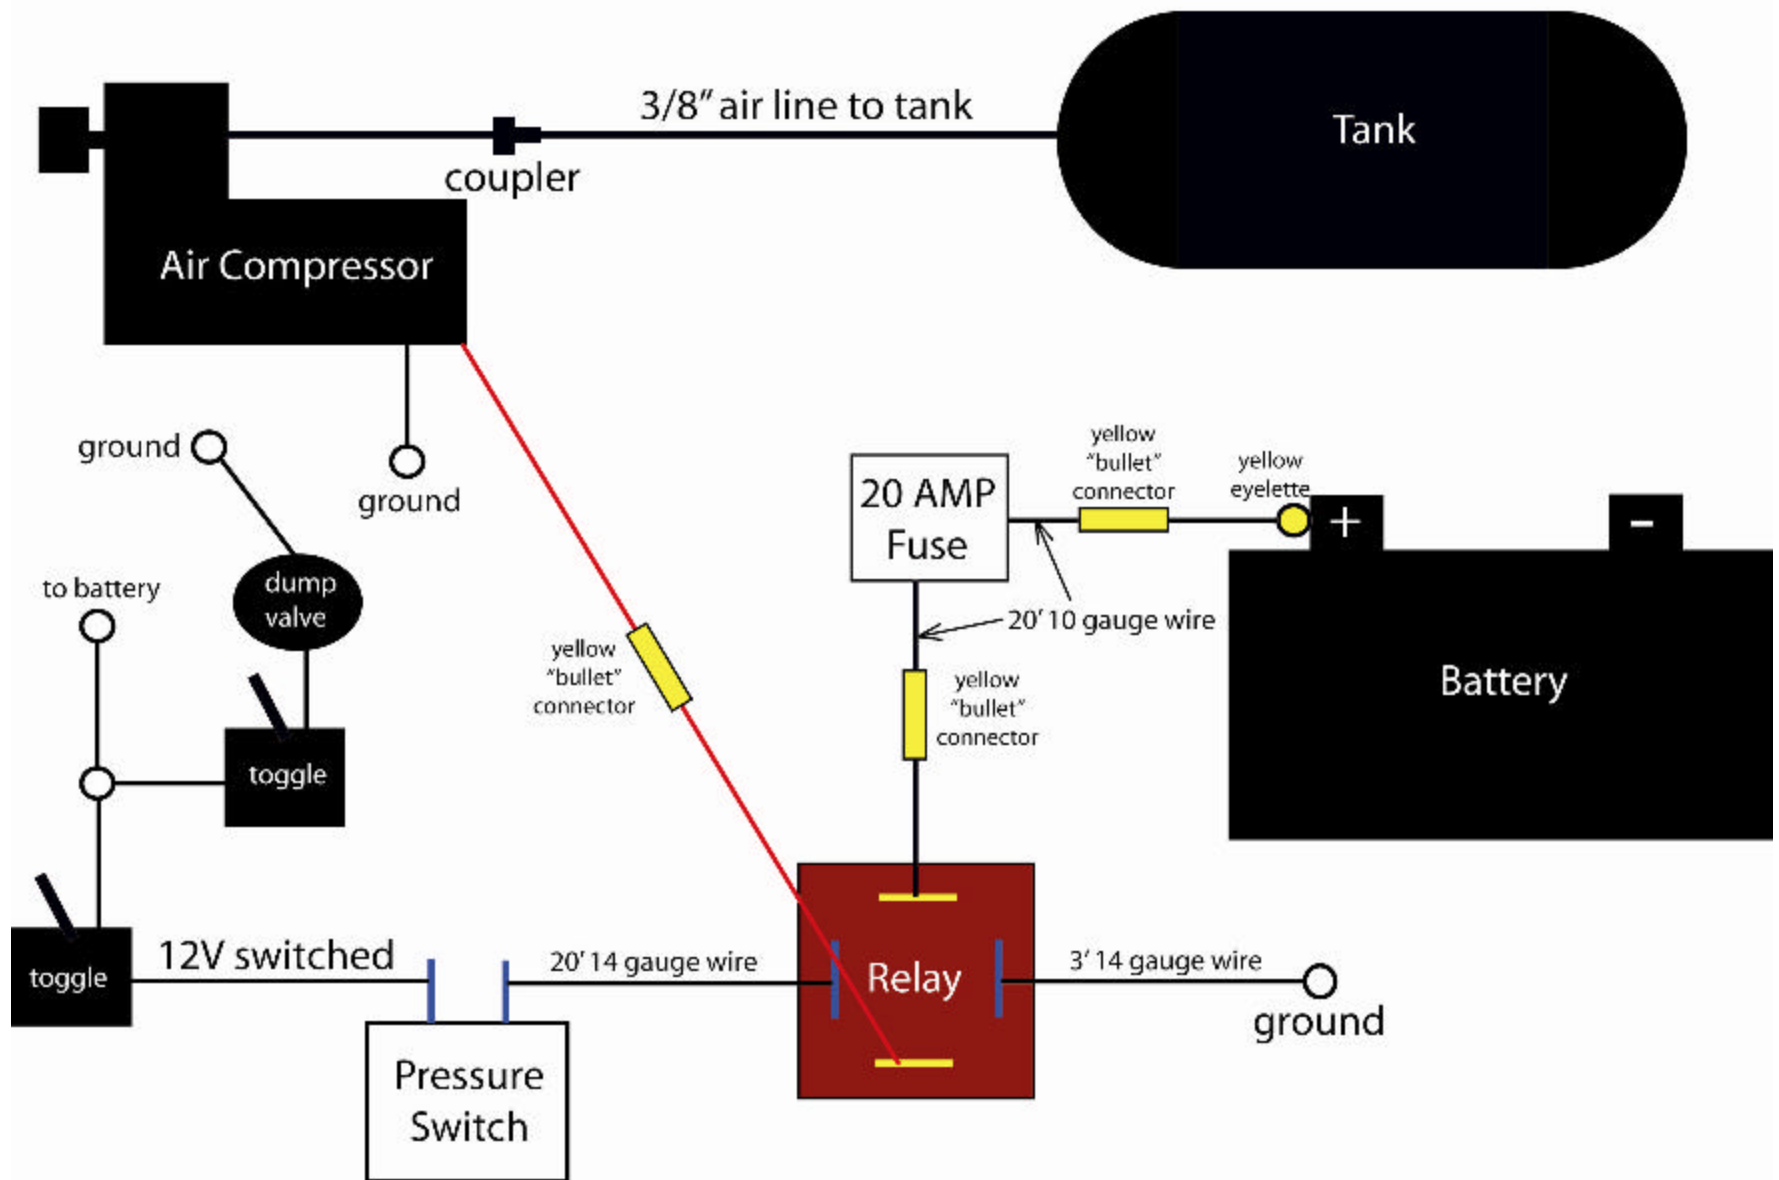 3/8” air line to tank
Tank
coupler
Air Compressor
ground
ground
yellow
“bullet”
connector
yellow
eyelette
20 AMP
Fuse
+
-
to battery
dump
valve
20’ 10 gauge wire
yellow
“bullet”
connector
yellow
“bullet”
connector
Battery
toggle
12V switched
20’ 14 gauge wire
Relay
3’ 14 gauge wire
toggle
ground
Pressure
Switch